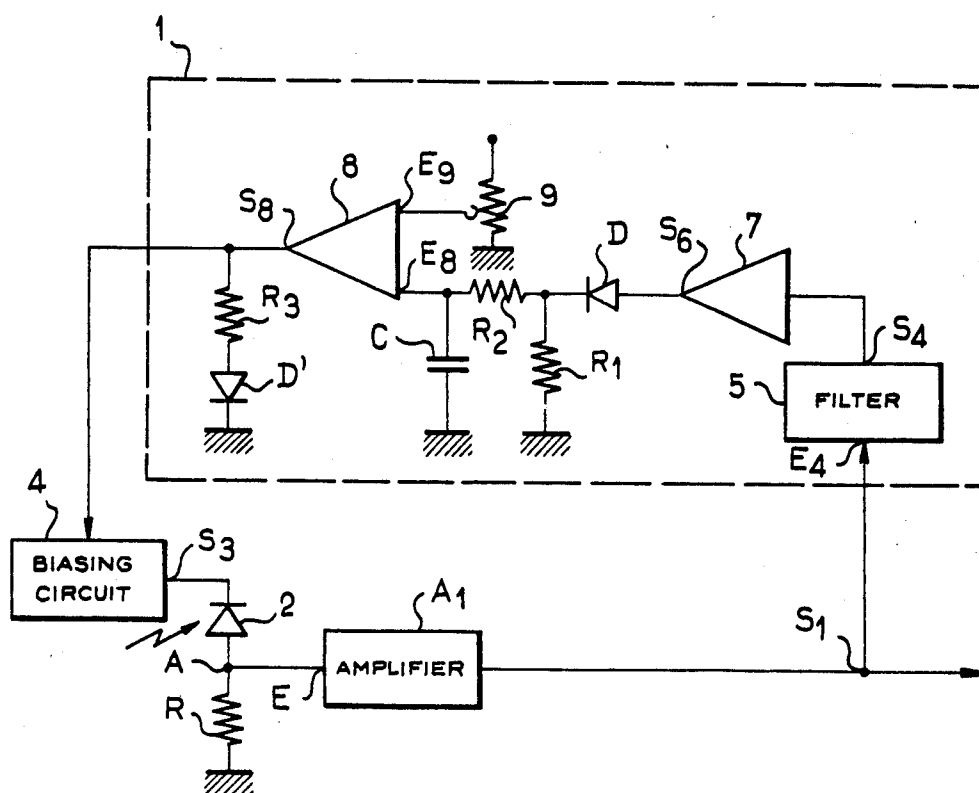 1
8
E9
9
S8
E8
D
S6
7
R3
C
R2
R1
S4
D'
5
FILTER
E4
4
BIASING
CIRCUIT
S3
2
A1
S1
A
E
AMPLIFIER
R